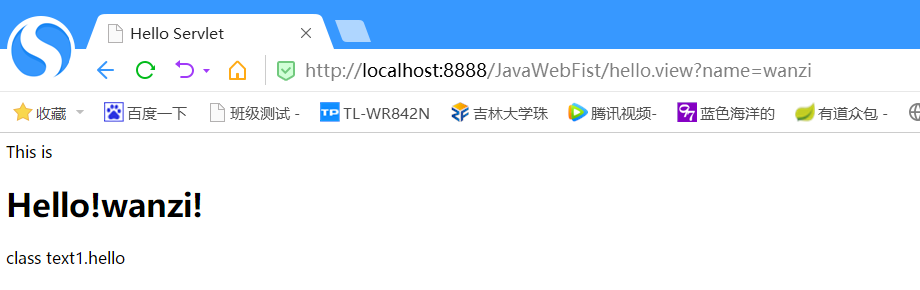 Hello Servlet
http://localhost:8888/JavaWebFist/hello.view?name=wanzi
收藏 百度一下 班级测试 - TP TL-WR842N 吉林大学珠 腾讯视频- 蓝色海洋的 有道众包 -
This is
Hello!wanzi!
class text1.hello